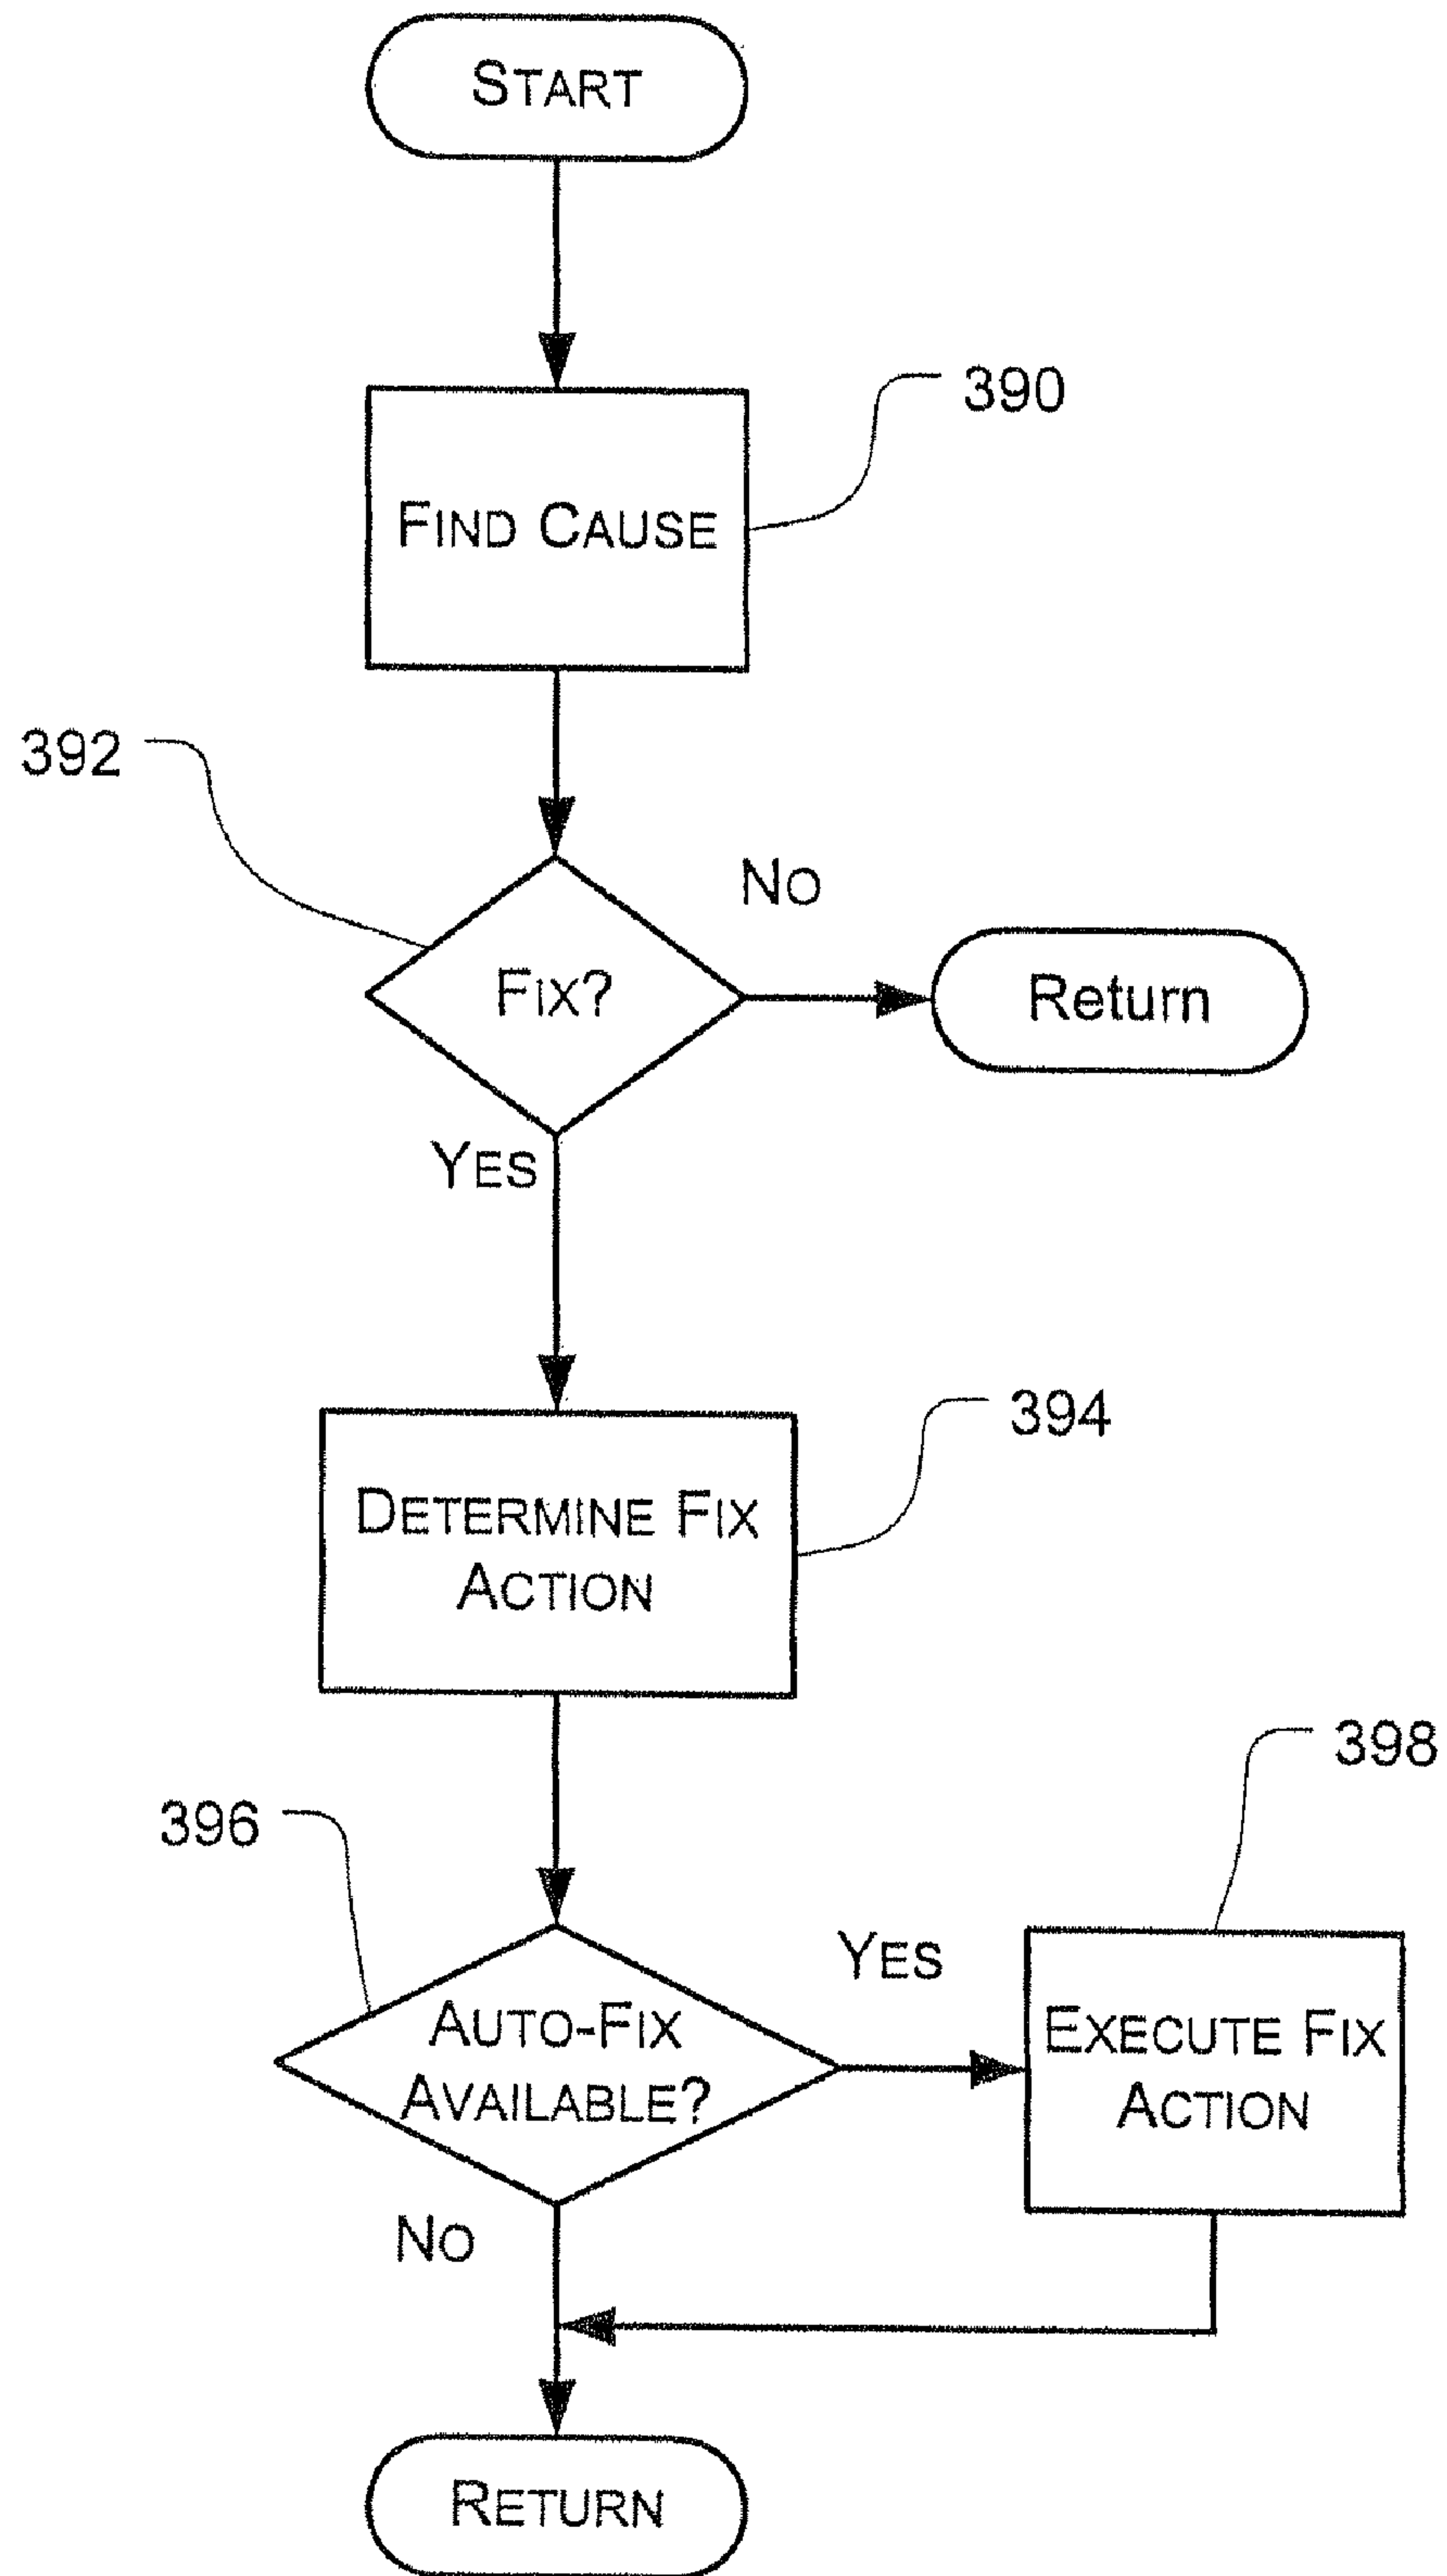 START
390
FIND CAUSE
392
NO
FIX?
Return
YES
394
DETERMINE FIX
ACTION
398
396
YES
AUTO-FIX
AVAILABLE?
EXECUTE FIX
ACTION
NO
RETURN